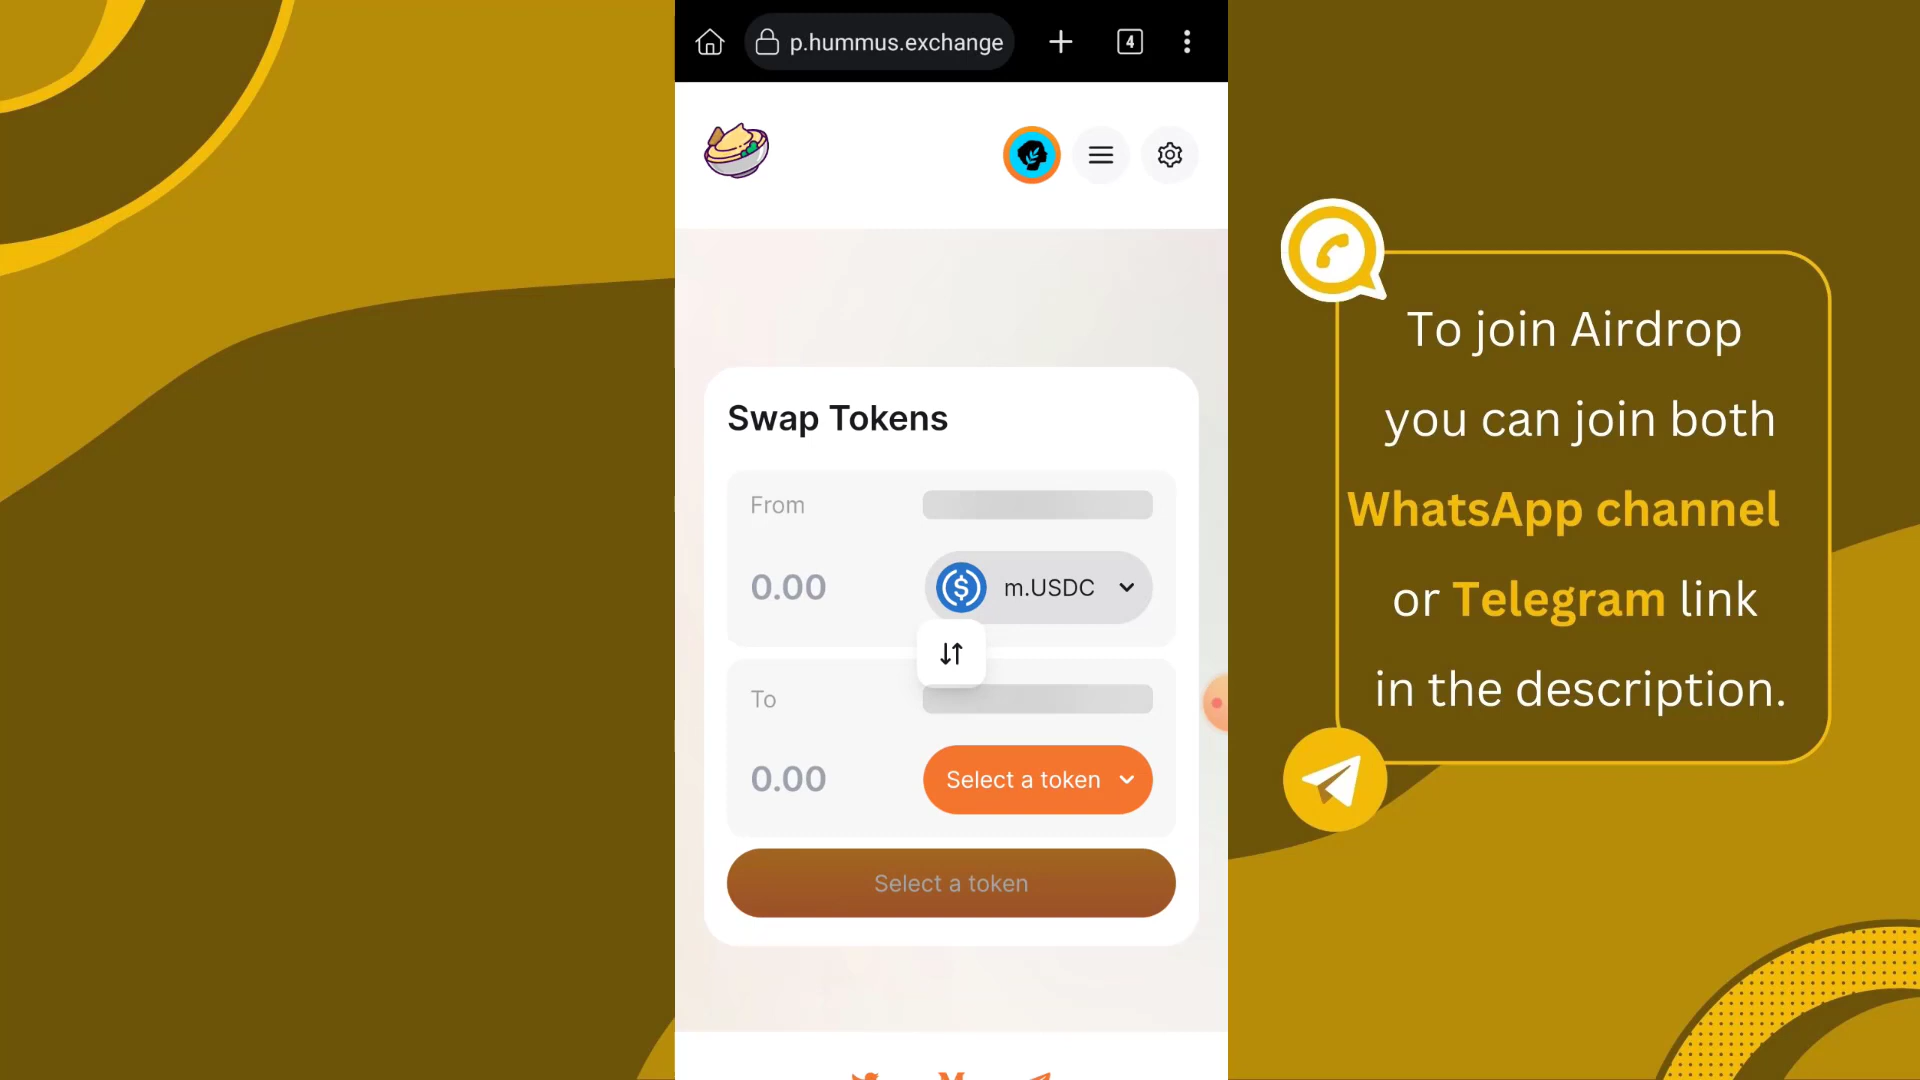 p.hummus.exchange
4
Swap Tokens
From
0.00
m.USDC
To
0.00
Select a token
Select a token
To join Airdrop
you can join both
WhatsApp channel
or Telegram link
in the description.